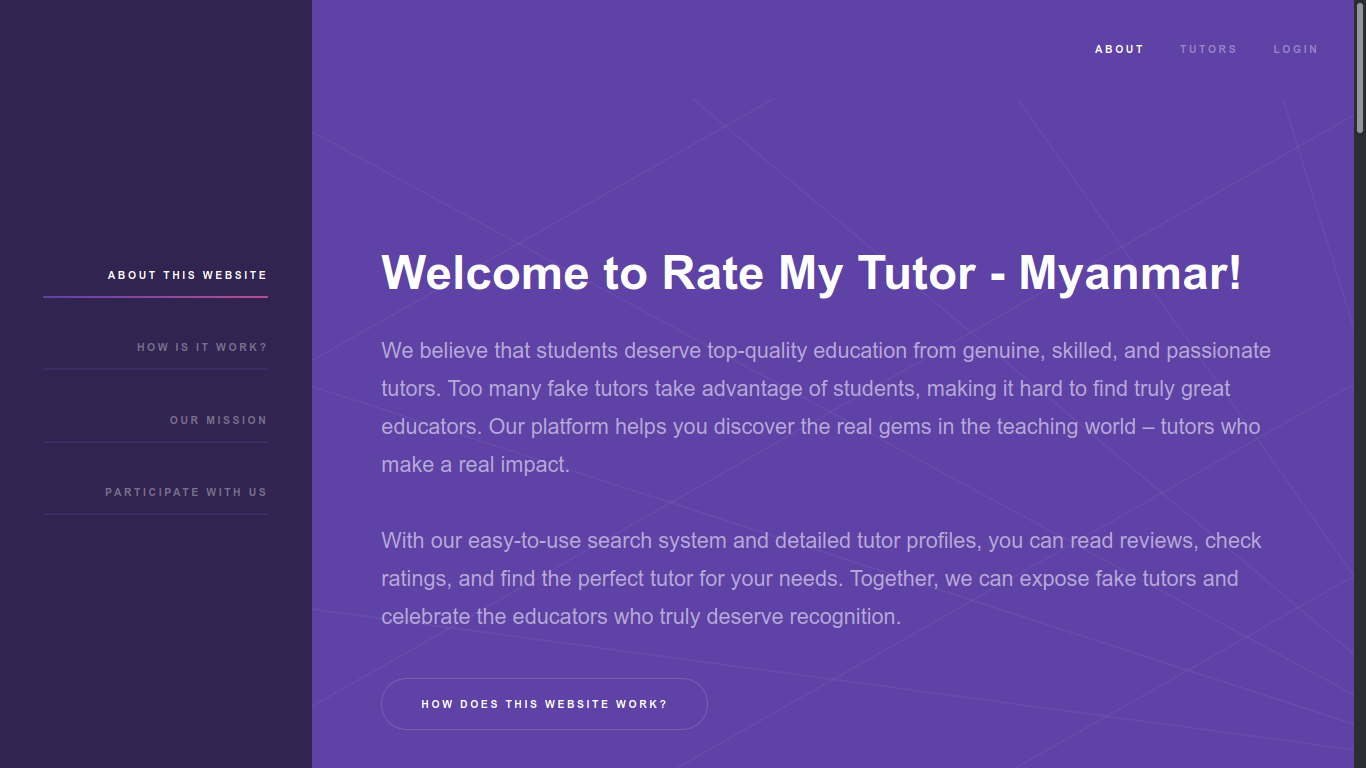 ABOUT TUTORS LOGIN
ABOUT THIS WEBSITE
HOW IS IT WORK?
OUR MISSION
PARTICIPATE WITH US
Welcome to Rate My Tutor - Myanmar!
We believe that students deserve top-quality education from genuine, skilled, and passionate
tutors. Too many fake tutors take advantage of students, making it hard to find truly great
educators. Our platform helps you discover the real gems in the teaching world – tutors who
make a real impact.
With our easy-to-use search system and detailed tutor profiles, you can read reviews, check
ratings, and find the perfect tutor for your needs. Together, we can expose fake tutors and
celebrate the educators who truly deserve recognition.
HOW DOES THIS WEBSITE WORK?